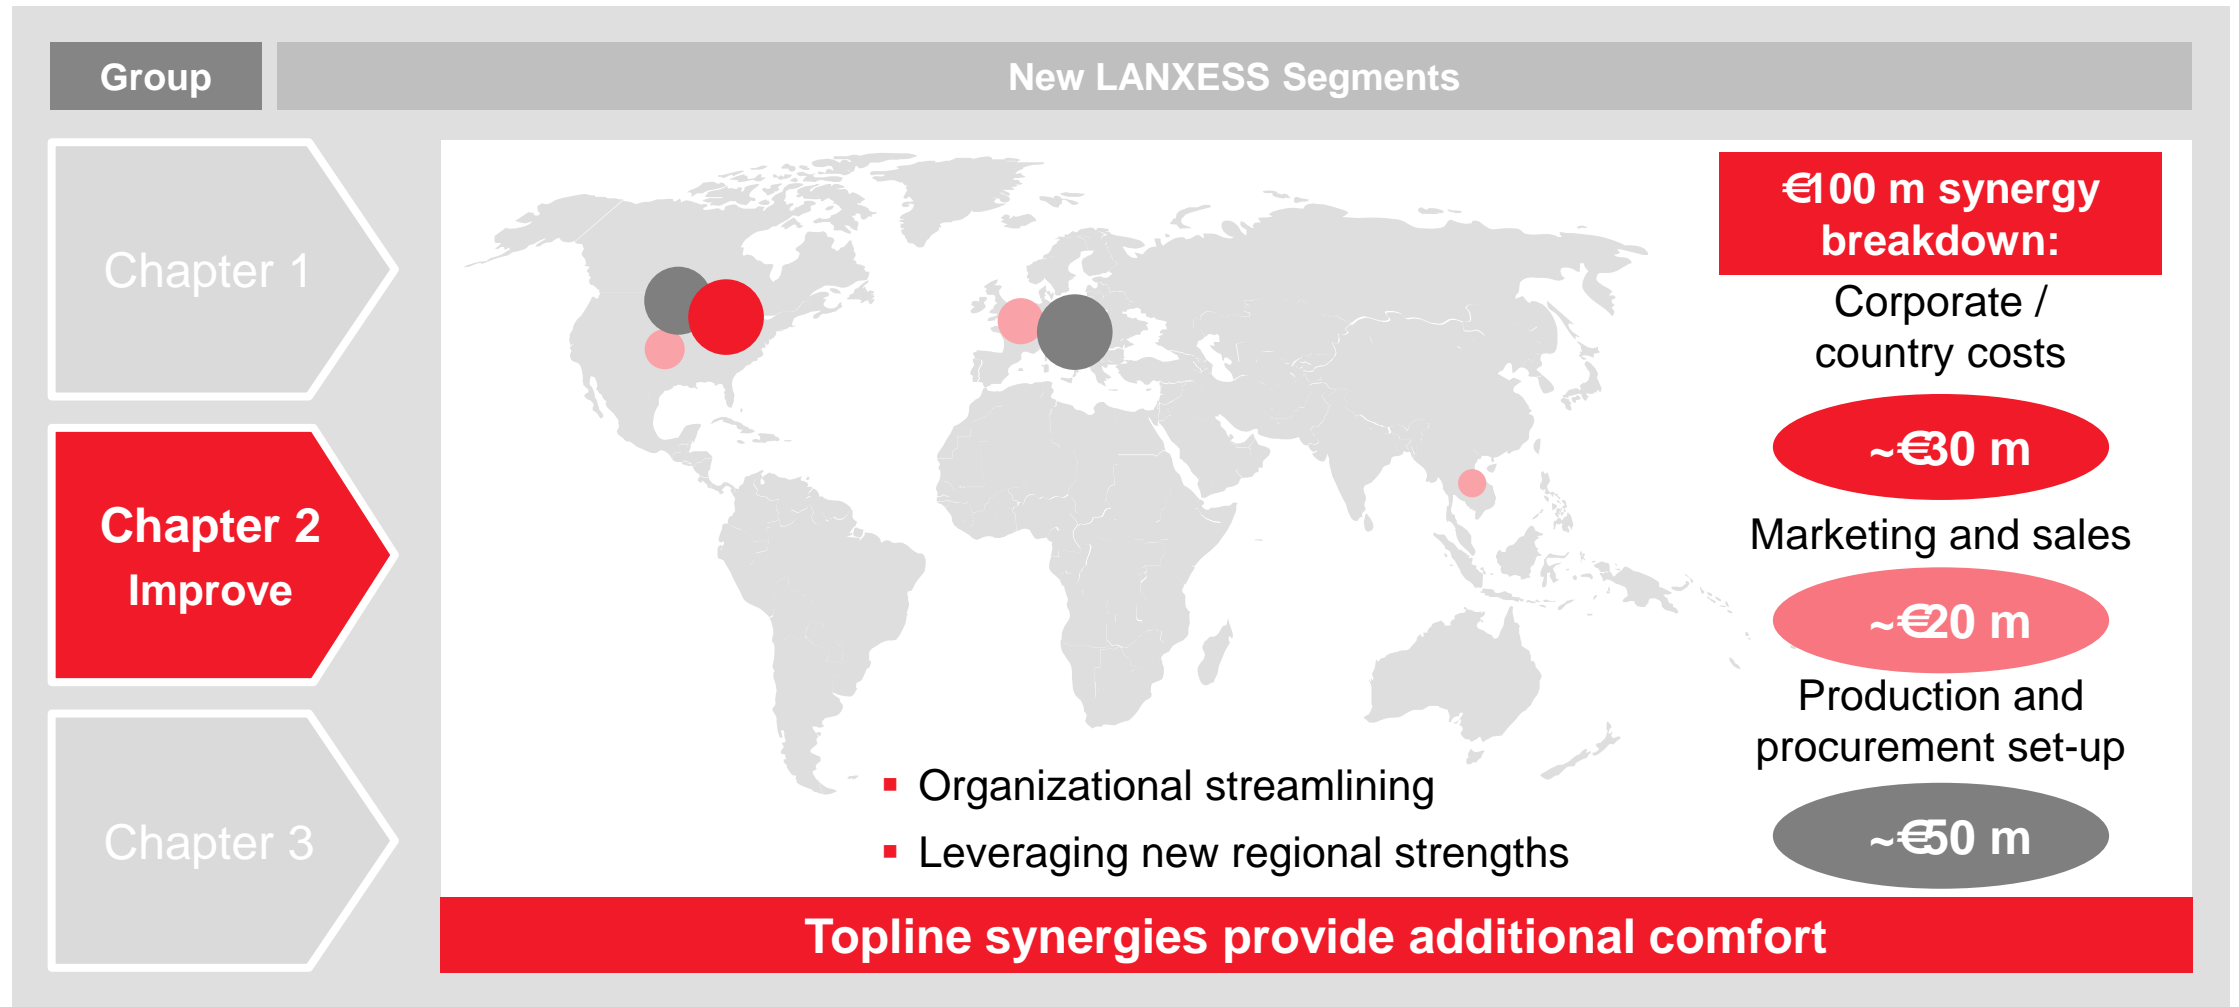 Group
New LANXESS Segments
Chapter 1
Chapter 2
Improve
Chapter 3
€100 m synergy
breakdown:
Corporate /
country costs
~€30 m
Marketing and sales
~€20 m
Production and
procurement set-up
~€50 m
▪ Organizational streamlining
▪ Leveraging new regional strengths
Topline synergies provide additional comfort